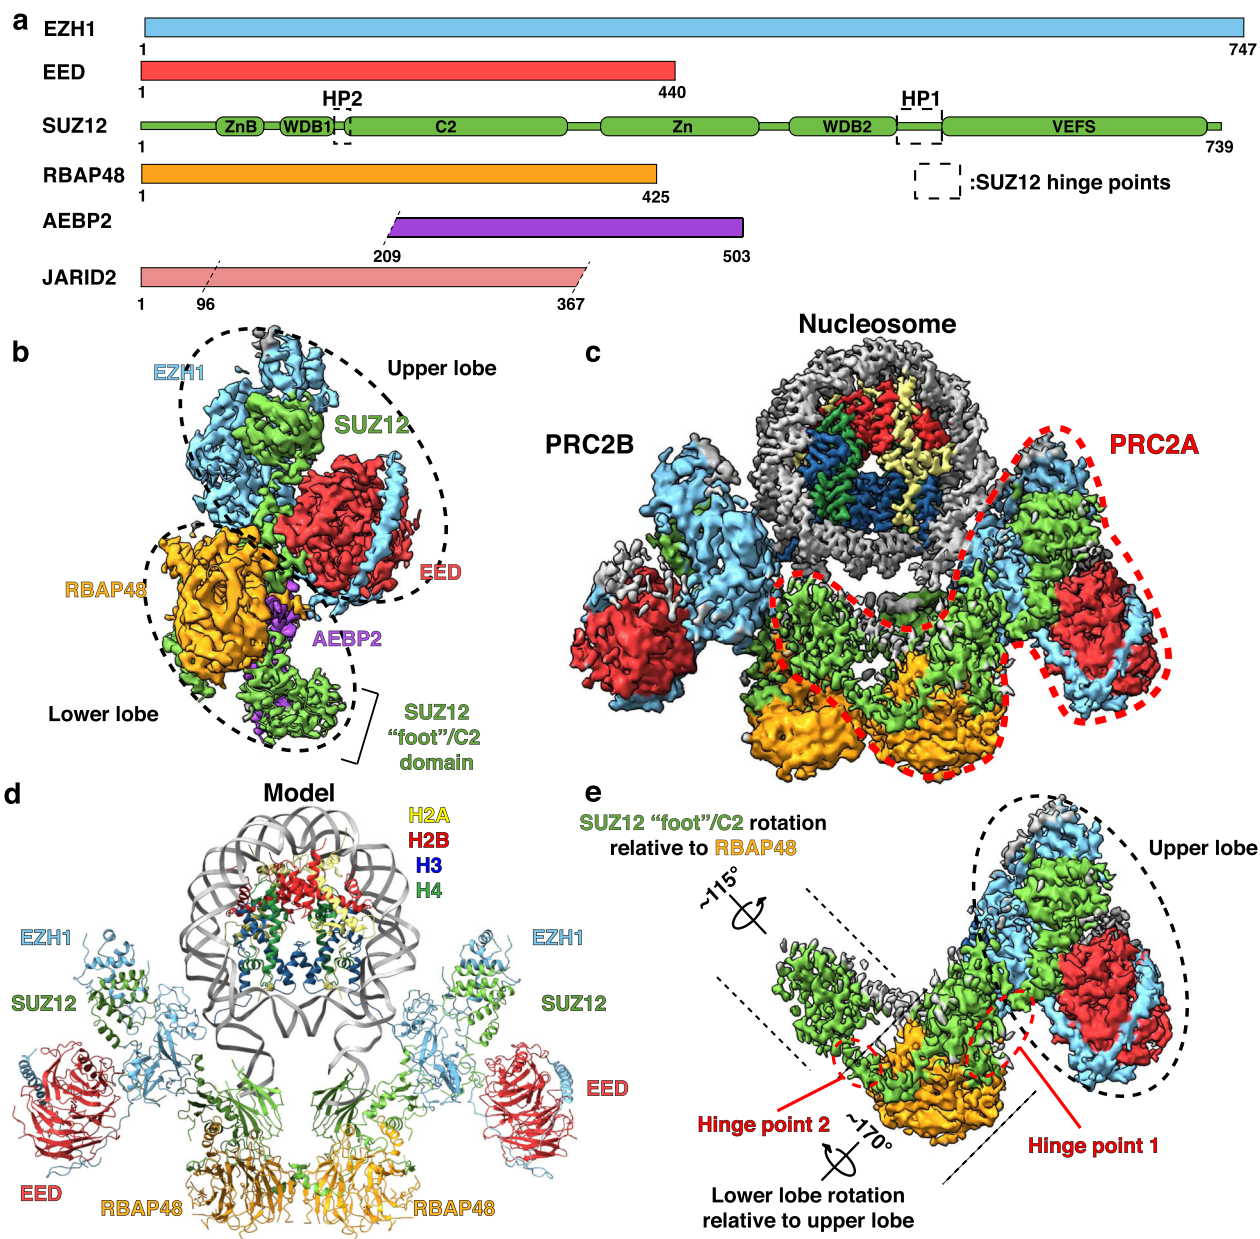 a
EZH1
1
747
EED
1
440
HP2
HP1
SUZ12
ZnB
WDB1
C2
Zn
WDB2
VEFS
1
739
RBAP48
1
425
:SUZ12 hinge points
AEBP2
209
503
JARID2
1
96
367
b
EZH1
Upper lobe
SUZ12
EED
RBAP48
AEBP2
Lower lobe
SUZ12
“foot”/C2
domain
c
Nucleosome
PRC2B
PRC2A
d
Model
H2A
H2B
H3
H4
EZH1
EZH1
SUZ12
SUZ12
EED
EED
RBAP48
RBAP48
e
SUZ12 “foot”/C2 rotation
relative to RBAP48
~115°
Upper lobe
Hinge point 2
~170°
Hinge point 1
Lower lobe rotation
relative to upper lobe